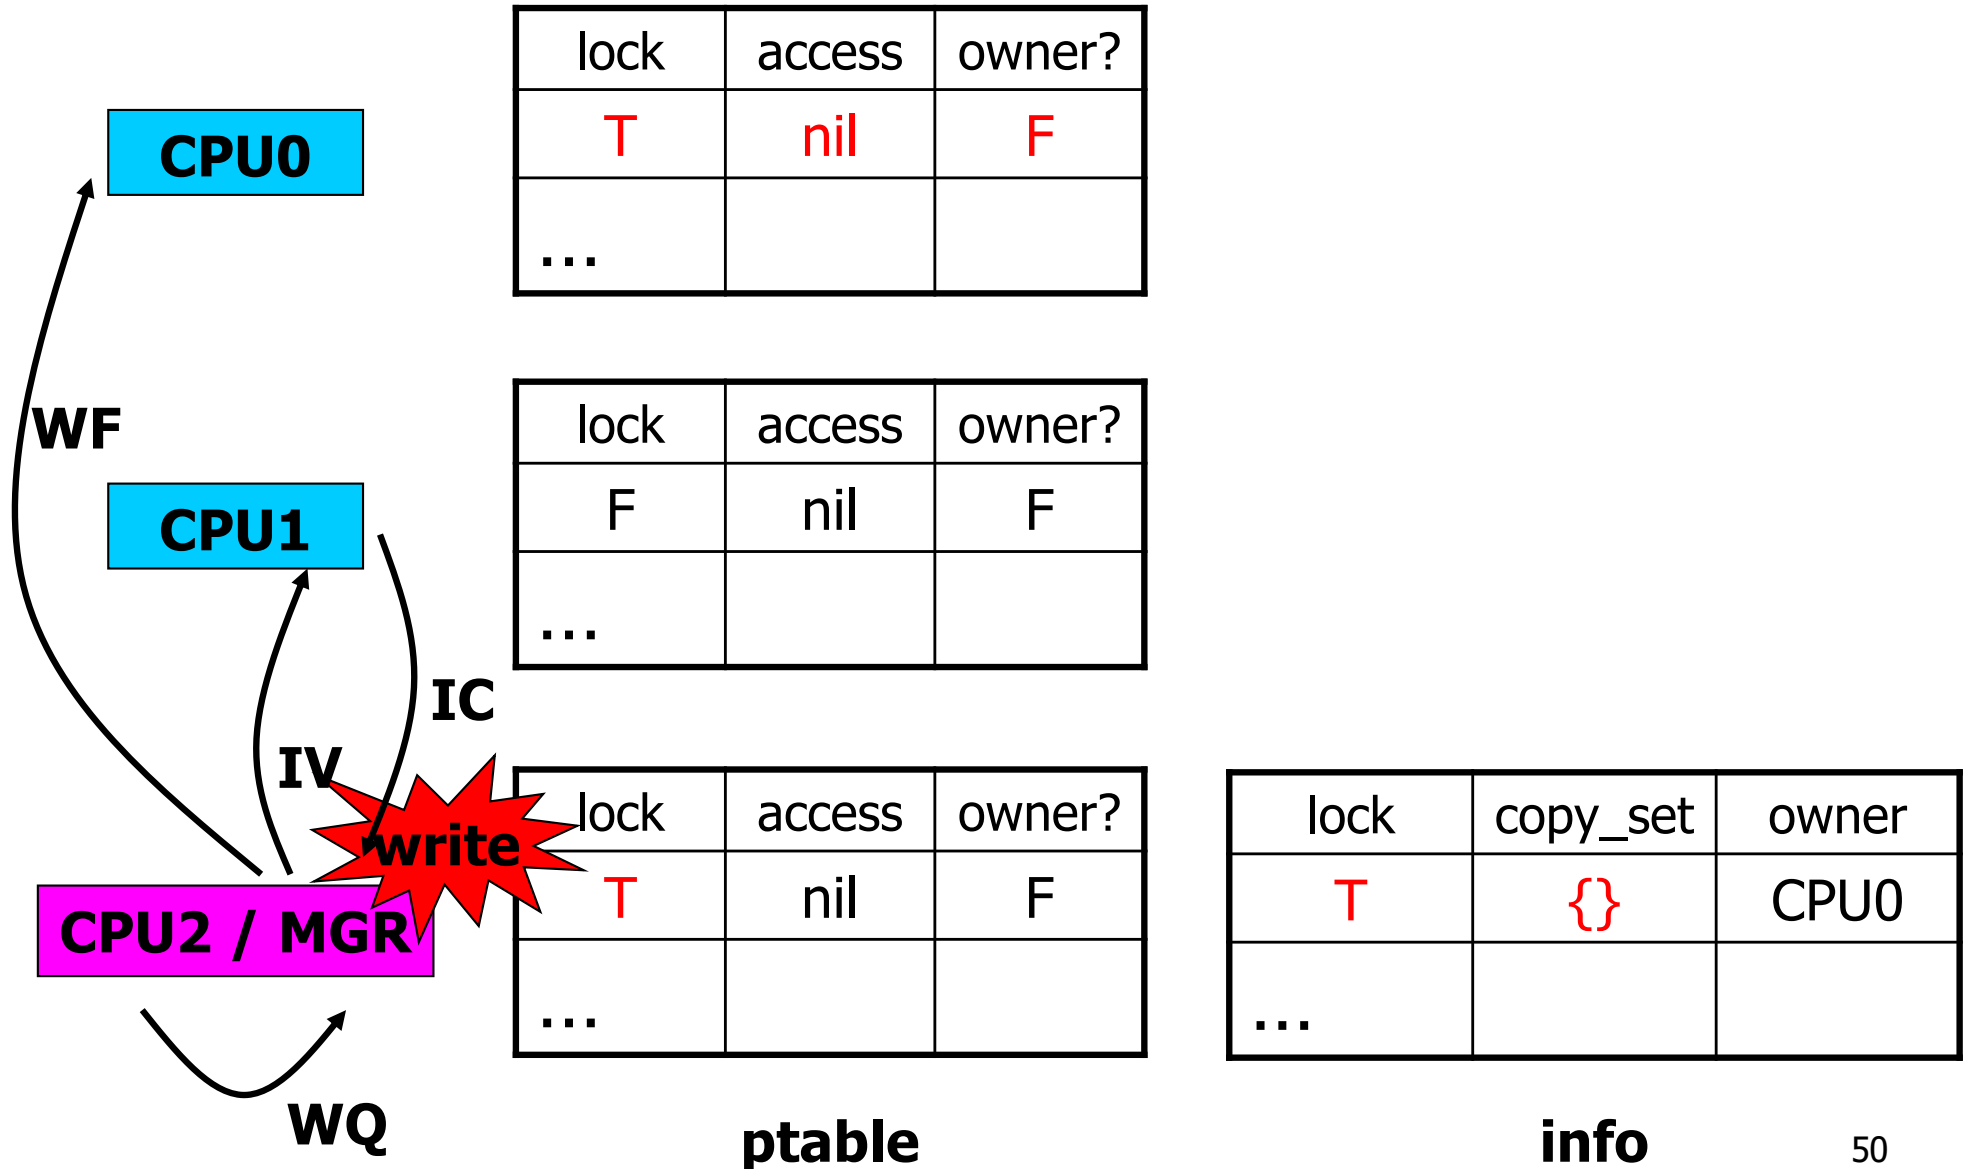 lock access owner?
CPU0
T nil F
...
lock access owner?
WF
CPU1
F nil F
...
IC
IV
lock access owner?
write
T nil F
CPU2 / MGR
...
lock copy_set owner
T {} CPU0
...
WQ
ptable
info
50